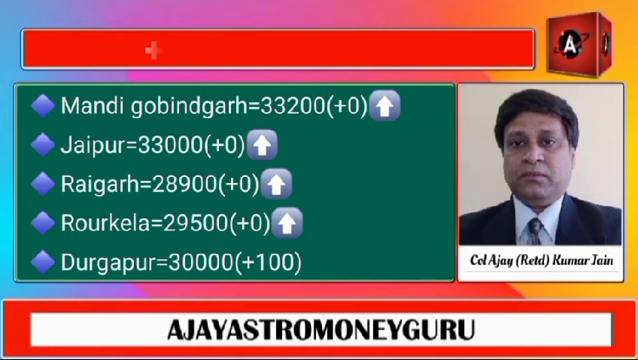 A
Mandi gobindgarh=33200(+0)⬆
Jaipur=33000(+0)⬆
Raigarh=28900(+0)⬆
Rourkela=29500(+0)⬆
Durgapur=30000(+100)
Col Ajay (Retd) Kumar Jain
AJAYASTROMONEYGURU